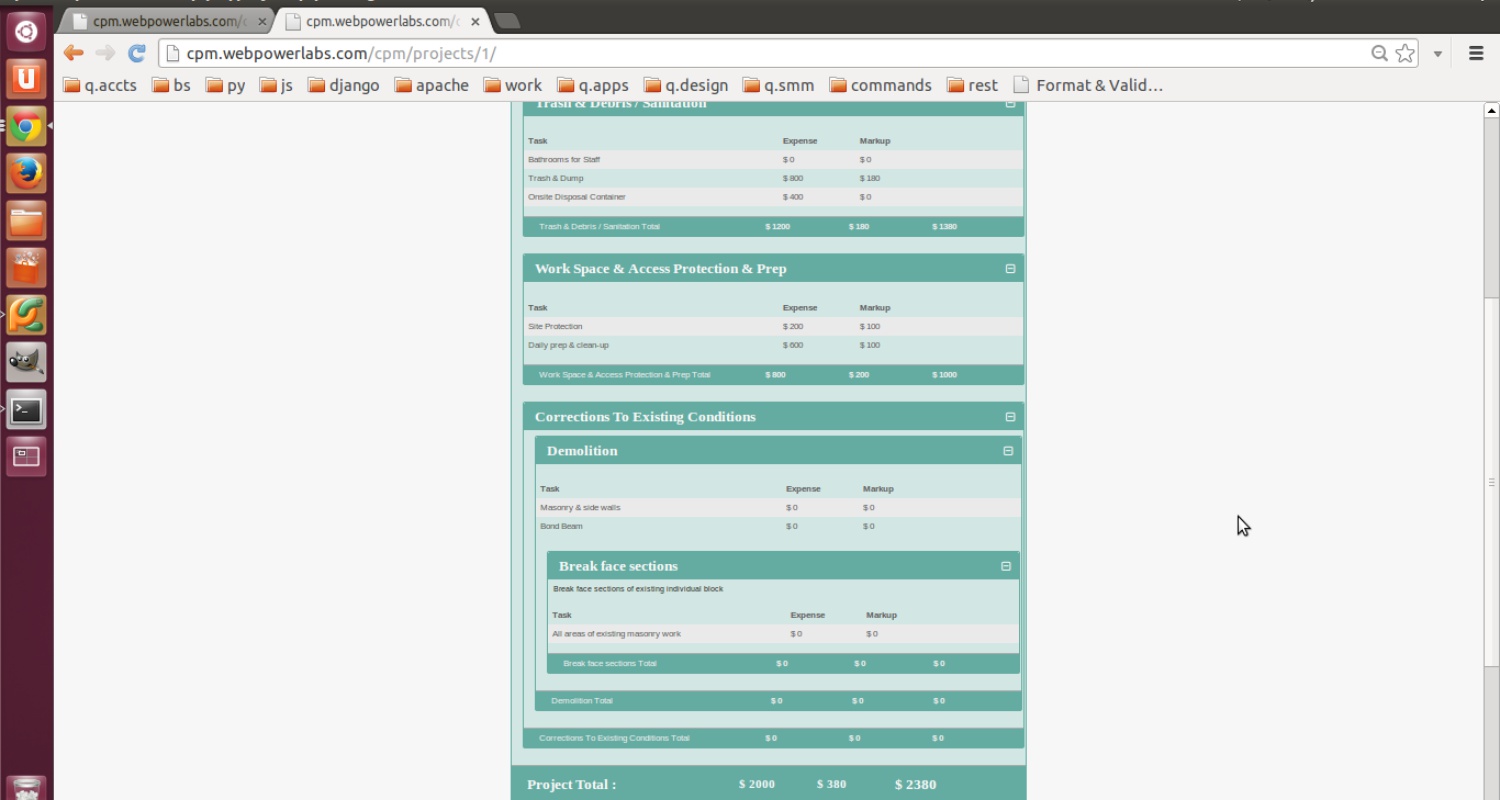 cpm.webpowerlabs.com/c cpm.webpowerlabs.com/c
cpm.webpowerlabs.com/cpm/projects/1/
q.accts bs py js django apache work q.apps q.design q.smm commands rest Format & Valid...
Trash & Debris / Sanitation
Task Expense Markup
Bathrooms for Staff $ 0 $ 0
Trash & Dump $ 800 $ 180
Onsite Disposal Container $ 400 $ 0
Trash & Debris / Sanitation Total $ 1200 $ 180 $ 1380
Work Space & Access Protection & Prep
Task Expense Markup
Site Protection $ 200 $ 100
Daily prep & clean-up $ 600 $ 100
Work Space & Access Protection & Prep Total $ 800 $ 200 $ 1000
Corrections To Existing Conditions
Demolition
Task Expense Markup
Masonry & side walls $ 0 $ 0
Bond Beam $ 0 $ 0
Break face sections
Break face sections of existing individual block
Task Expense Markup
All areas of existing masonry work $ 0 $ 0
Break face sections Total $ 0 $ 0 $ 0
Demolition Total $ 0 $ 0 $ 0
Corrections To Existing Conditions Total $ 0 $ 0 $ 0
Project Total : $ 2000 $ 380 $ 2380